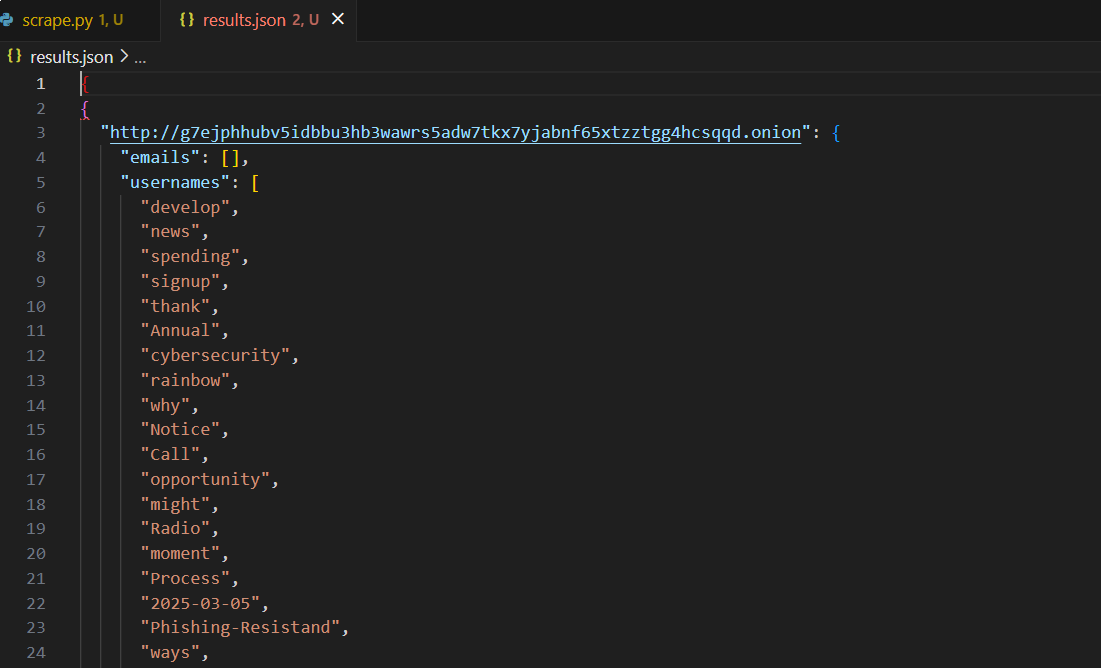 scrape.py 1, U {} results.json 2, U ×
{} results.json > ...
1 {
2 {
3 "http://g7ejphhubv5idbbu3hb3wawrs5adw7tkx7yjabnf65xtzztgg4hcsqqd.onion": {
4 "emails": [],
5 "usernames": [
6 "develop",
7 "news",
8 "spending",
9 "signup",
10 "thank",
11 "Annual",
12 "cybersecurity",
13 "rainbow",
14 "why",
15 "Notice",
16 "Call",
17 "opportunity",
18 "might",
19 "Radio",
20 "moment",
21 "Process",
22 "2025-03-05",
23 "Phishing-Resistand",
24 "ways",